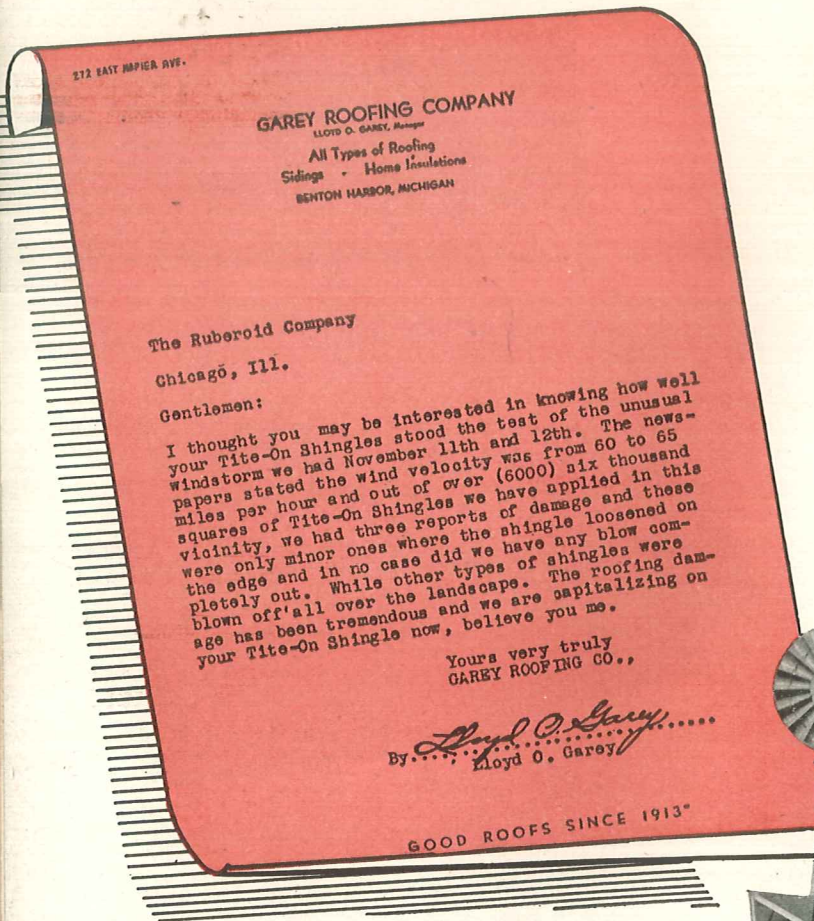 272 EAST NAPIER AVE.
GAREY ROOFING COMPANY
LLOYD O. GAREY, Manager
All Types of Roofing
Sidings - Home Insulations
BENTON HARBOR, MICHIGAN
The Ruberoid Company
Chicago, Ill.
Gentlemen:
I thought you may be interested in knowing how well
your Tite-On Shingles stood the test of the unusual
windstorm we had November 11th and 12th. The news-
papers stated the wind velocity was from 60 to 65
miles per hour and out of over (6000) six thousand
squares of Tite-On Shingles we have applied in this
vicinity, we had three reports of damage and these
were only minor ones where the shingle loosened on
the edge and in no case did we have any blow com-
pletely out. While other types of shingles were
blown off'all over the landscape. The roofing dam-
age has been tremendous and we are capitalizing on
your Tite-On Shingle now, believe you me.
Yours very truly
GAREY ROOFING CO.,
By Lloyd O. Garey
Lloyd O. Garey
GOOD ROOFS SINCE 1913"